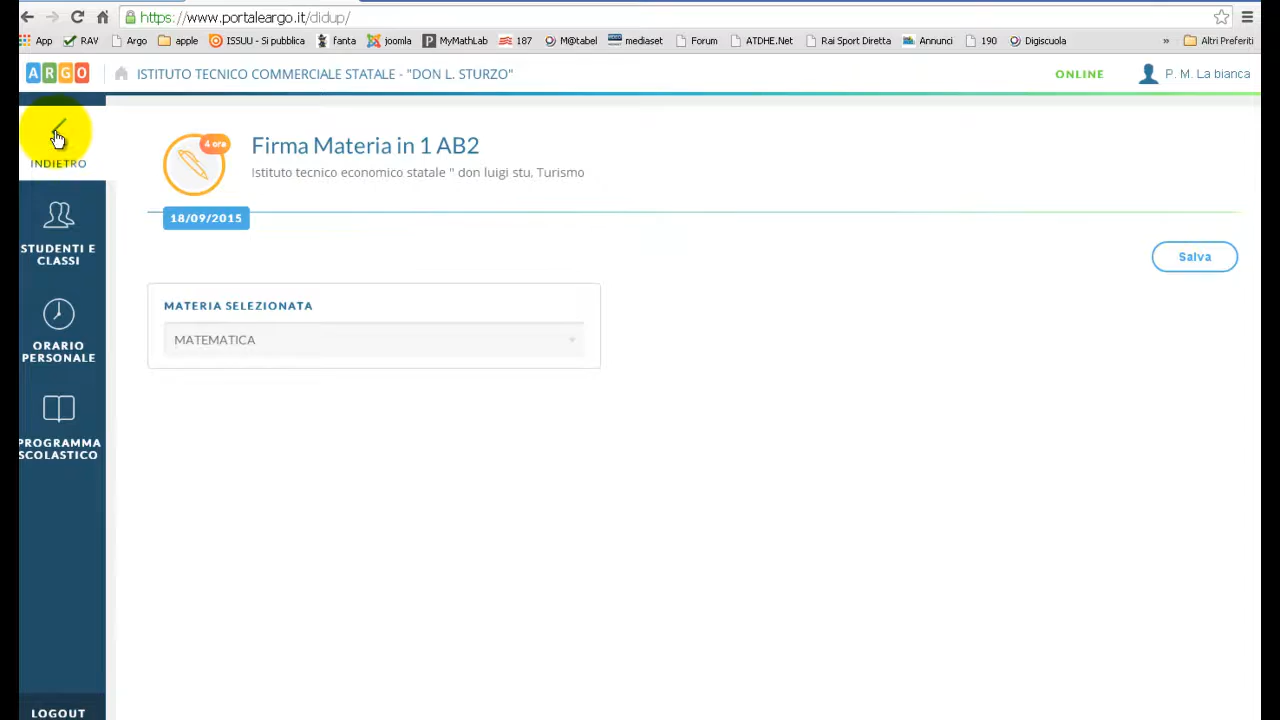 https://www.portaleargo.it/didup/
App RAV Argo apple ISSUU - Si pubblica fanta joomla MyMathLab 187 M@tabel mediaset Forum ATDHE.Net Rai Sport Diretta Annunci 190 Digiscuola » Altri Preferiti
ARGO ISTITUTO TECNICO COMMERCIALE STATALE - "DON L. STURZO" ONLINE P. M. La bianca
INDIETRO
4 ora
Firma Materia in 1 AB2
Istituto tecnico economico statale " don luigi stu, Turismo
18/09/2015
STUDENTI E
CLASSI
Salva
MATERIA SELEZIONATA
MATEMATICA
ORARIO
PERSONALE
PROGRAMMA
SCOLASTICO
LOGOUT